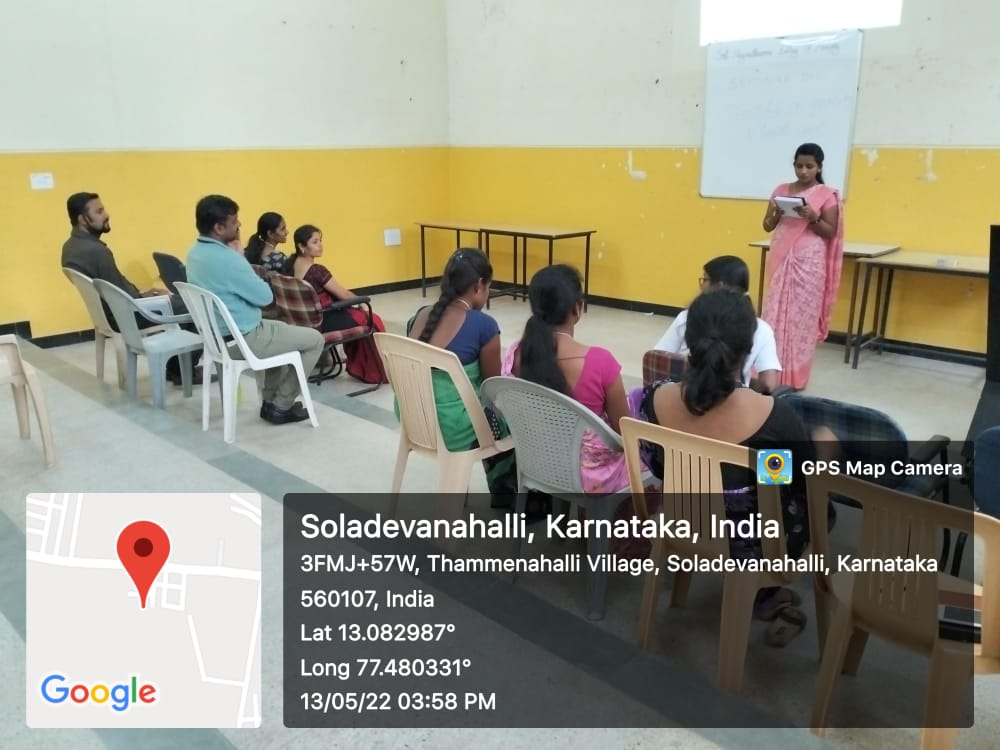 GPS Map Camera
Soladevanahalli, Karnataka, India
3FMJ+57W, Thammenahalli Village, Soladevanahalli, Karnataka
560107, India
Lat 13.082987°
Long 77.480331°
13/05/22 03:58 PM
Google